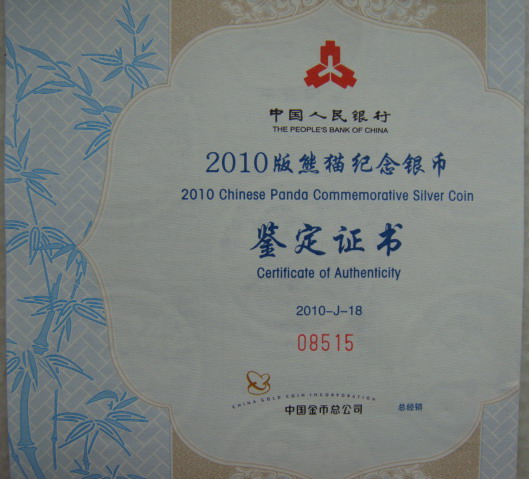 中国人民银行
THE PEOPLE'S BANK OF CHINA
2010版熊猫纪念银币
2010 Chinese Panda Commemorative Silver Coin
鉴定证书
Certificate of Authenticity
2010-J-18
08515
CHINA GOLD COIN INCORPORATION
中国金币总公司 总经销